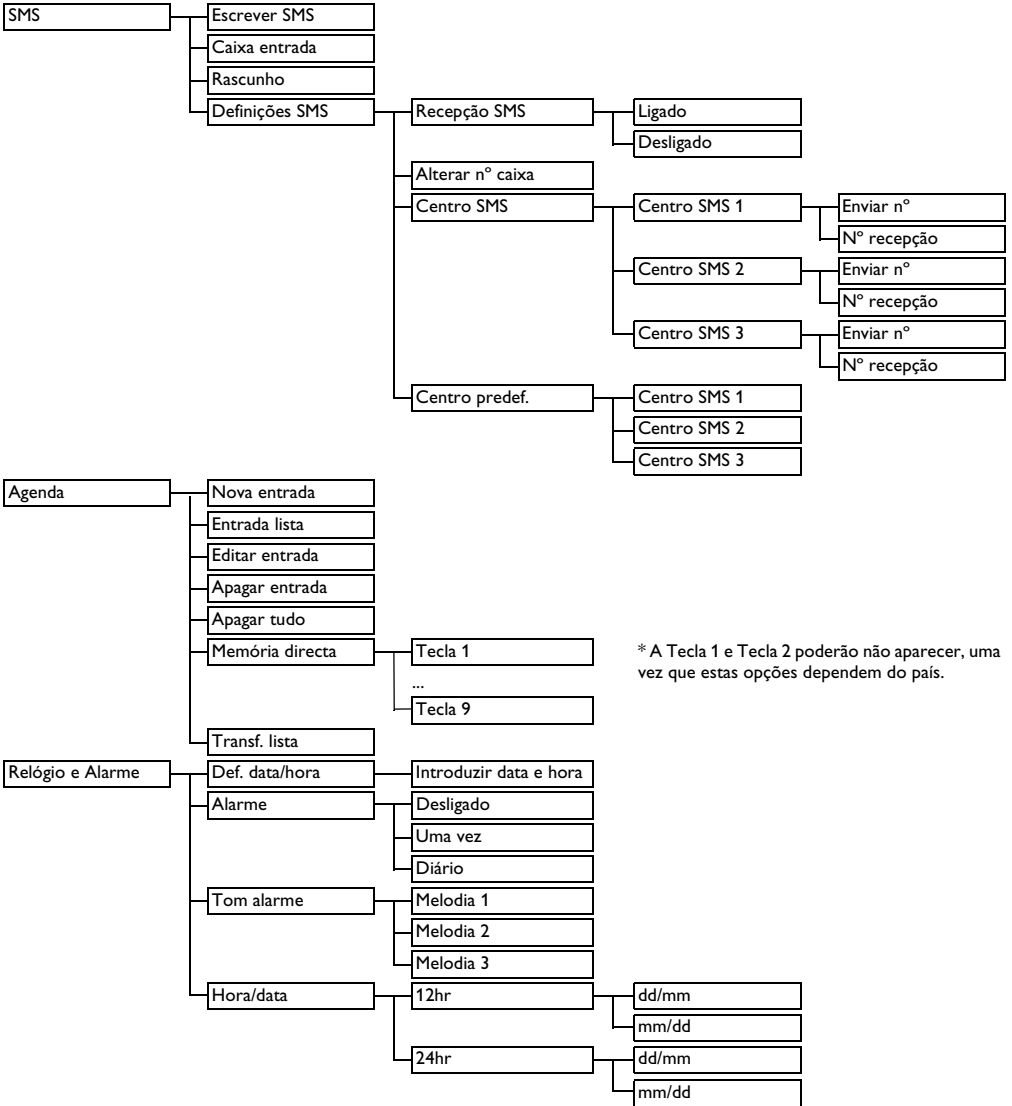 SMS
Escrever SMS
Caixa entrada
Rascunho
Definições SMS
Recepção SMS
Ligado
Desligado
Alterar nº caixa
Centro SMS
Centro SMS 1
Enviar nº
Nº recepção
Centro SMS 2
Enviar nº
Nº recepção
Centro SMS 3
Enviar nº
Nº recepção
Centro predef.
Centro SMS 1
Centro SMS 2
Centro SMS 3
Agenda
Nova entrada
Entrada lista
Editar entrada
Apagar entrada
Apagar tudo
Memória directa
Tecla 1
...
Tecla 9
* A Tecla 1 e Tecla 2 poderão não aparecer, uma
vez que estas opções dependem do país.
Transf. lista
Relógio e Alarme
Def. data/hora
Introduzir data e hora
Alarme
Desligado
Uma vez
Diário
Tom alarme
Melodia 1
Melodia 2
Melodia 3
Hora/data
12hr
dd/mm
mm/dd
24hr
dd/mm
mm/dd